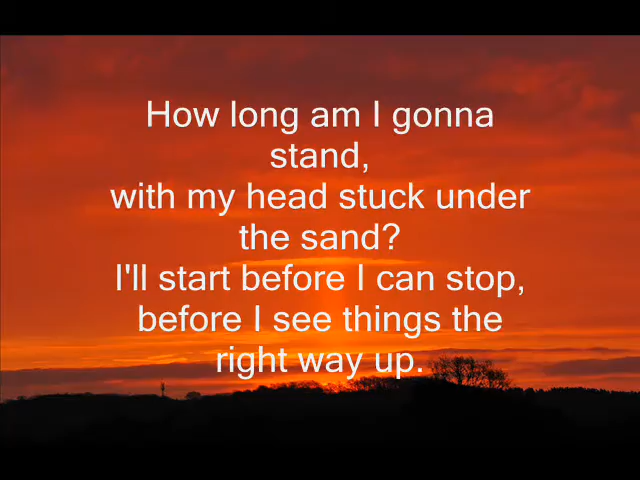 How long am I gonna
stand,
with my head stuck under
the sand?
I'll start before I can stop,
before I see things the
right way up.